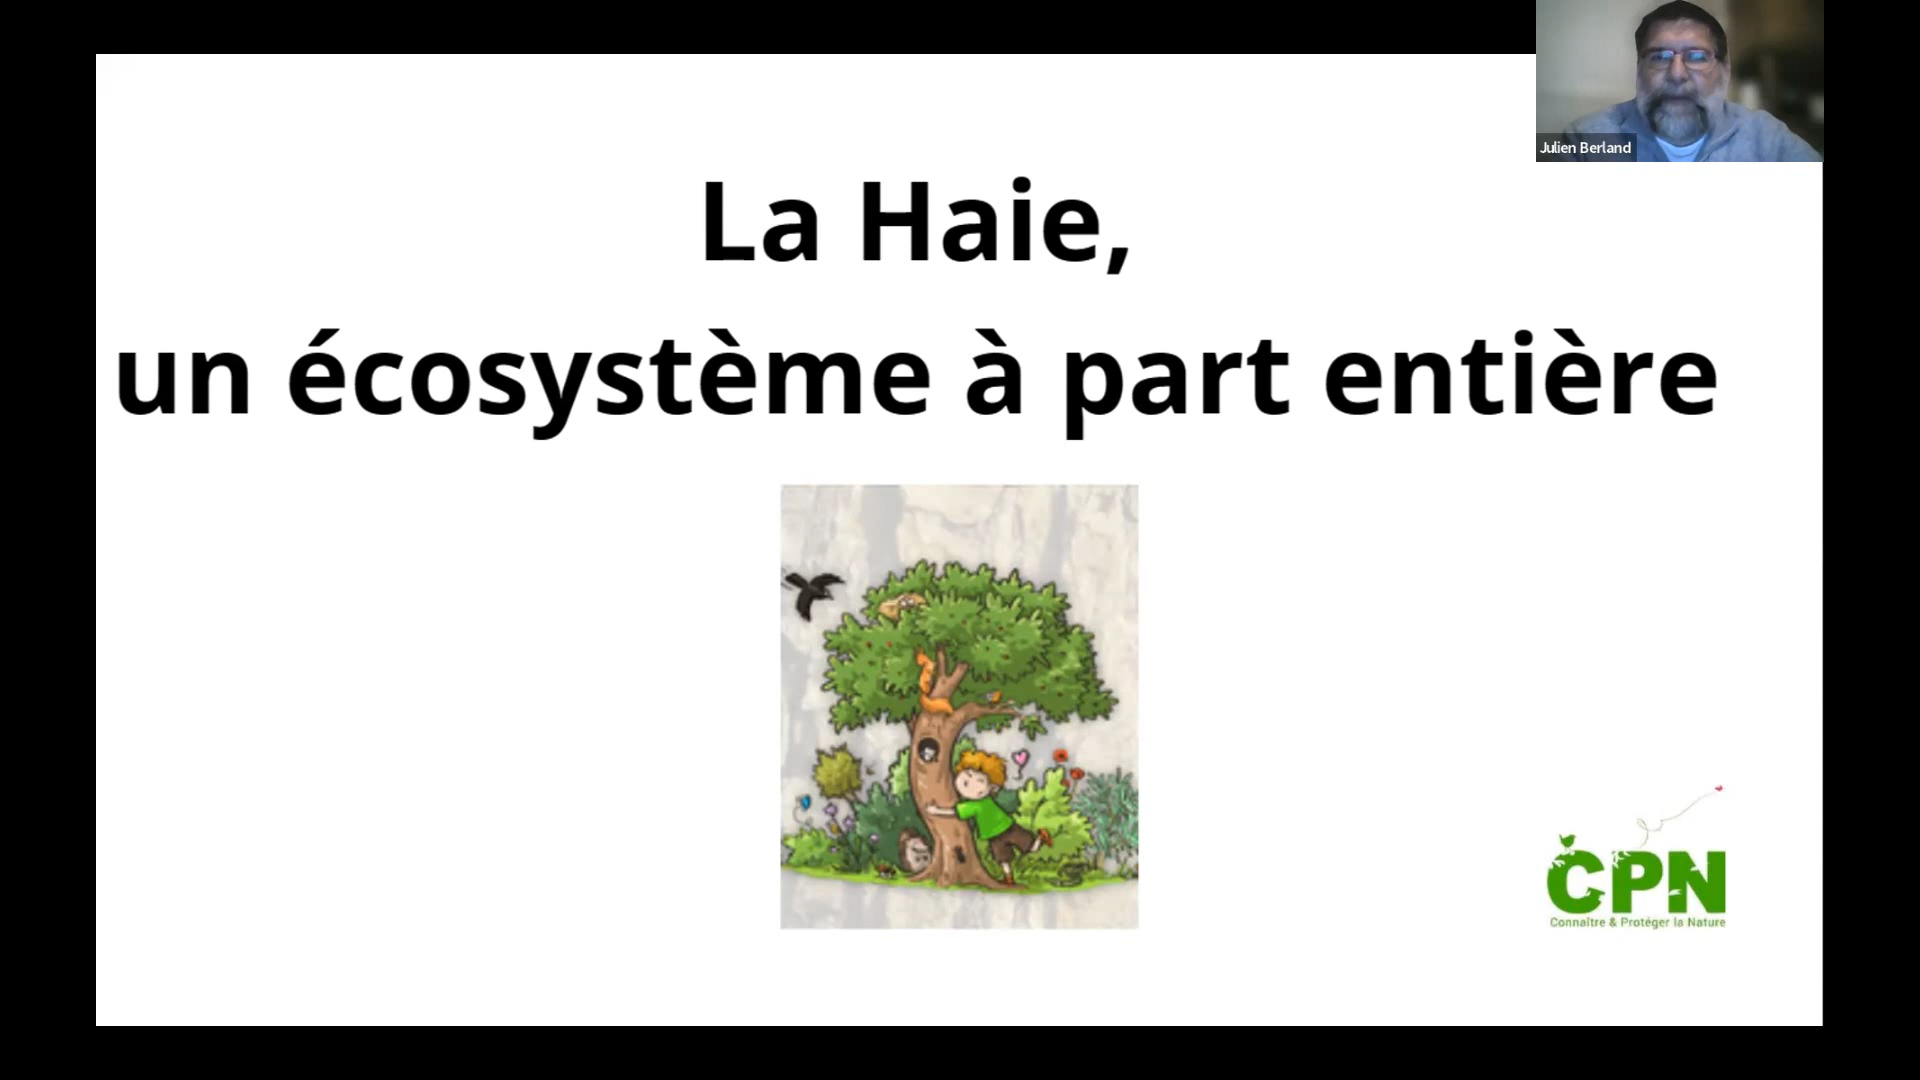 Julien Berland
La Haie,
un écosystème à part entière
CPN
Connaître & Protéger la Nature